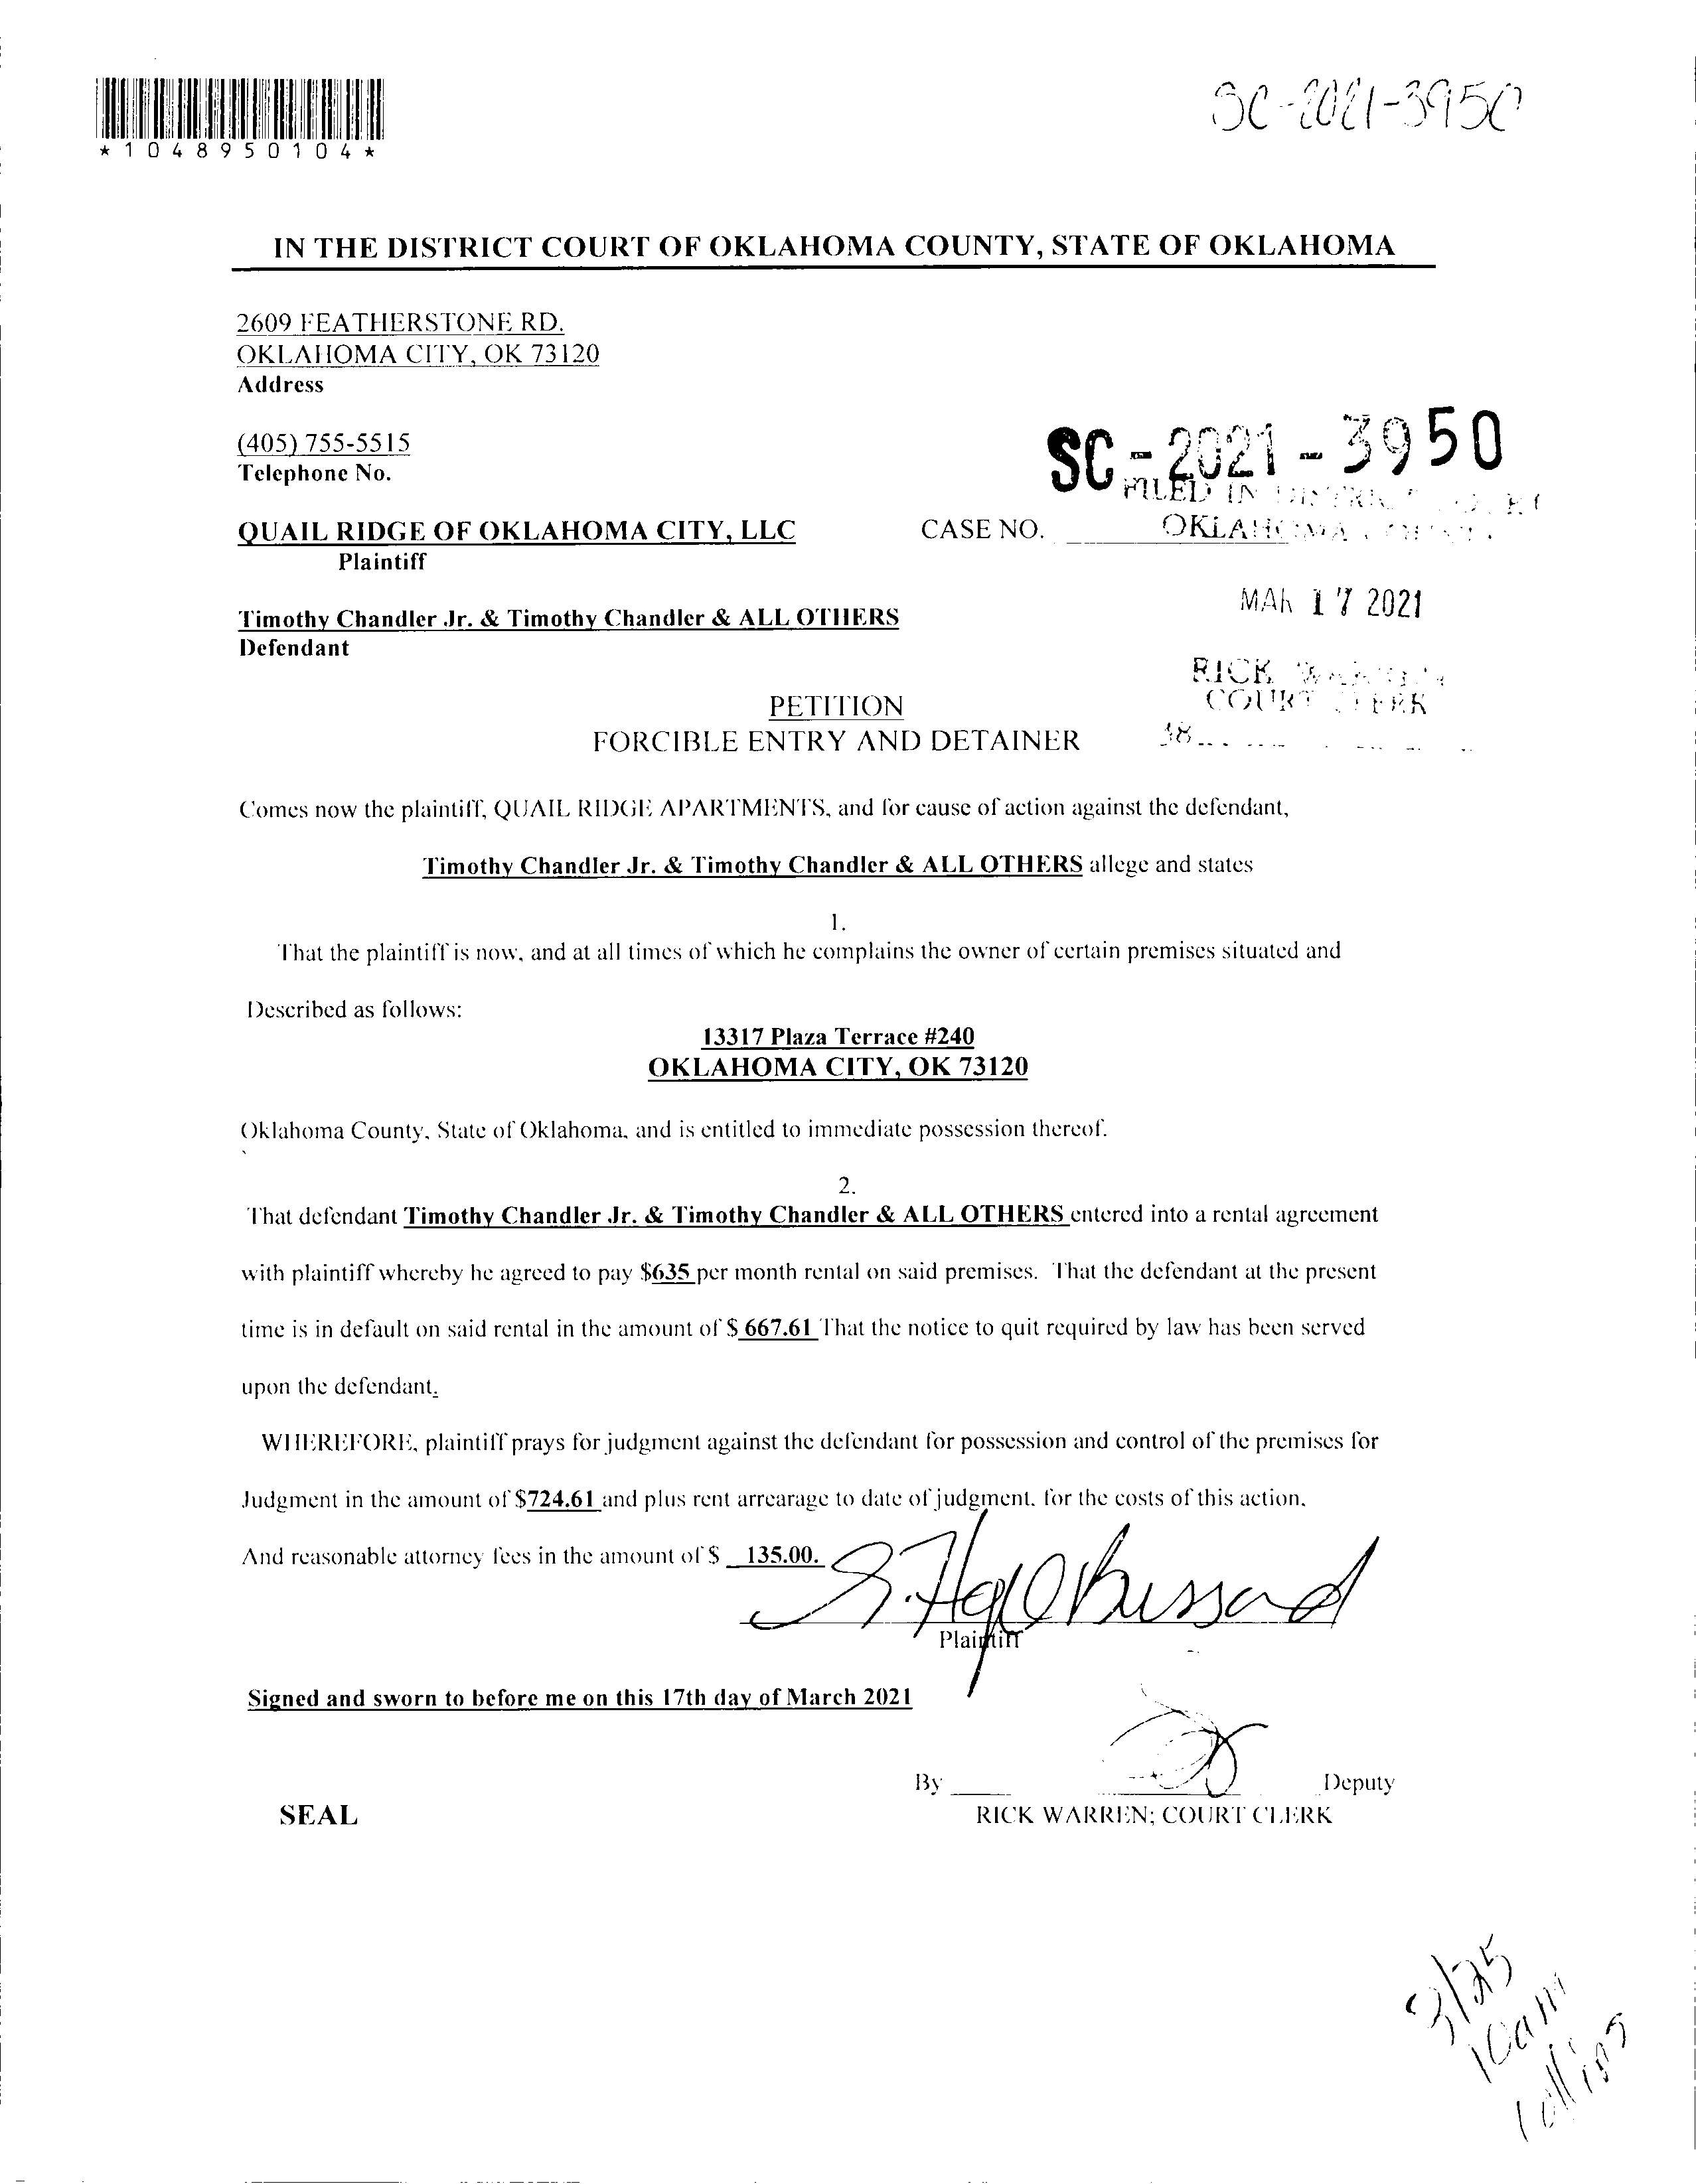 *1048950104*
SC-2021-3950
IN THE DISTRICT COURT OF OKLAHOMA COUNTY, STATE OF OKLAHOMA
2609 FEATHERSTONE RD.
OKLAHOMA CITY, OK 73120
Address
(405) 755-5515
Telephone No.
SC-2021-3950
FILED IN DISTRICT COURT
QUAIL RIDGE OF OKLAHOMA CITY, LLC
CASE NO.
OKLAHOMA COUNTY
Plaintiff
MAR 17 2021
Timothy Chandler Jr. & Timothy Chandler & ALL OTHERS
Defendant
RICK WARREN
COURT CLERK
PETITION
FORCIBLE ENTRY AND DETAINER
38
Comes now the plaintiff, QUAIL RIDGE APARTMENTS, and for cause of action against the defendant,
Timothy Chandler Jr. & Timothy Chandler & ALL OTHERS allege and states
1.
That the plaintiff is now, and at all times of which he complains the owner of certain premises situated and
Described as follows:
13317 Plaza Terrace #240
OKLAHOMA CITY, OK 73120
Oklahoma County, State of Oklahoma, and is entitled to immediate possession thereof.
2.
That defendant Timothy Chandler Jr. & Timothy Chandler & ALL OTHERS entered into a rental agreement
with plaintiff whereby he agreed to pay $635 per month rental on said premises. That the defendant at the present
time is in default on said rental in the amount of $ 667.61 That the notice to quit required by law has been served
upon the defendant.
WHEREFORE, plaintiff prays for judgment against the defendant for possession and control of the premises for
Judgment in the amount of $724.61 and plus rent arrearage to date of judgment, for the costs of this action.
And reasonable attorney fees in the amount of $ 135.00.
Plaintiff
Signed and sworn to before me on this 17th day of March 2021
By
Deputy
SEAL
RICK WARREN; COURT CLERK
3/25
10am
Collins